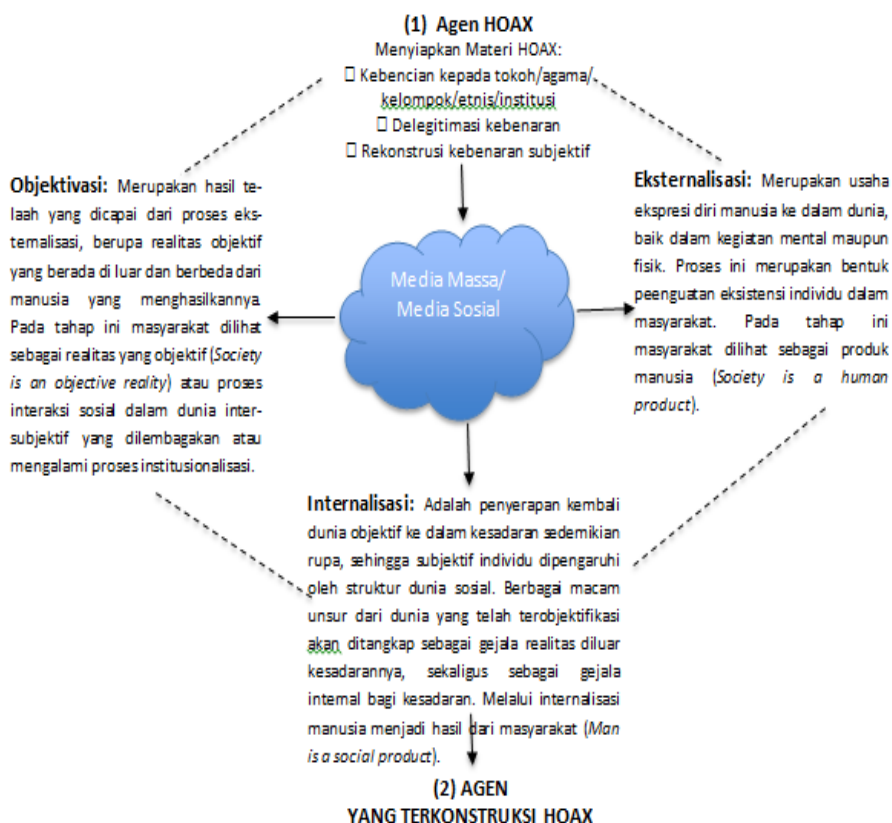 (1) Agen HOAX
Menyiapkan Materi HOAX:
□ Kebencian kepada tokoh/agama/
kelompok/etnis/institusi
□ Delegitimasi kebenaran
□ Rekonstrusi kebenaran subjektif
Objektivasi: Merupakan hasil te-
laah yang dicapai dari proses eks-
ternalisasi, berupa realitas objektif
yang berada di luar dan berbeda dari
manusia yang menghasilkannya.
Pada tahap ini masyarakat dilihat
sebagai realitas yang objektif (Society
is an objective reality) atau proses
interaksi sosial dalam dunia inter-
subjektif yang dilembagakan atau
mengalami proses institusionalisasi.
Media Massa/
Media Sosial
Eksternalisasi: Merupakan usaha
ekspresi diri manusia ke dalam dunia,
baik dalam kegiatan mental maupun
fisik. Proses ini merupakan bentuk
peenguatan eksistensi individu dalam
masyarakat. Pada tahap ini
masyarakat dilihat sebagai produk
manusia (Society is a human
product).
Internalisasi: Adalah penyerapan kembali
dunia objektif ke dalam kesadaran sedemikian
rupa, sehingga subjektif individu dipengaruhi
oleh struktur dunia sosial. Berbagai macam
unsur dari dunia yang telah terobjektifikasi
akan ditangkap sebagai gejala realitas diluar
kesadarannya, sekaligus sebagai gejala
internal bagi kesadaran. Melalui internalisasi
manusia menjadi hasil dari masyarakat (Man
is a social product).
(2) AGEN
YANG TERKONSTRUKSI HOAX